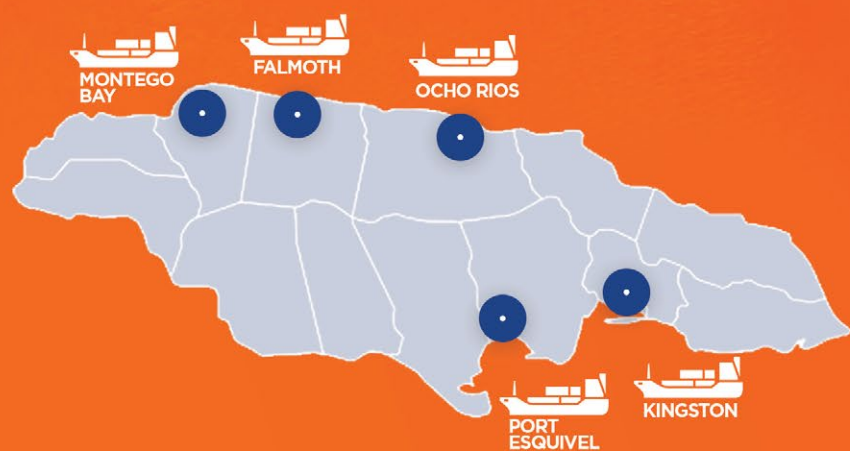 MONTEGO
BAY
FALMOTH
OCHO RIOS
PORT
ESQUIVEL
KINGSTON